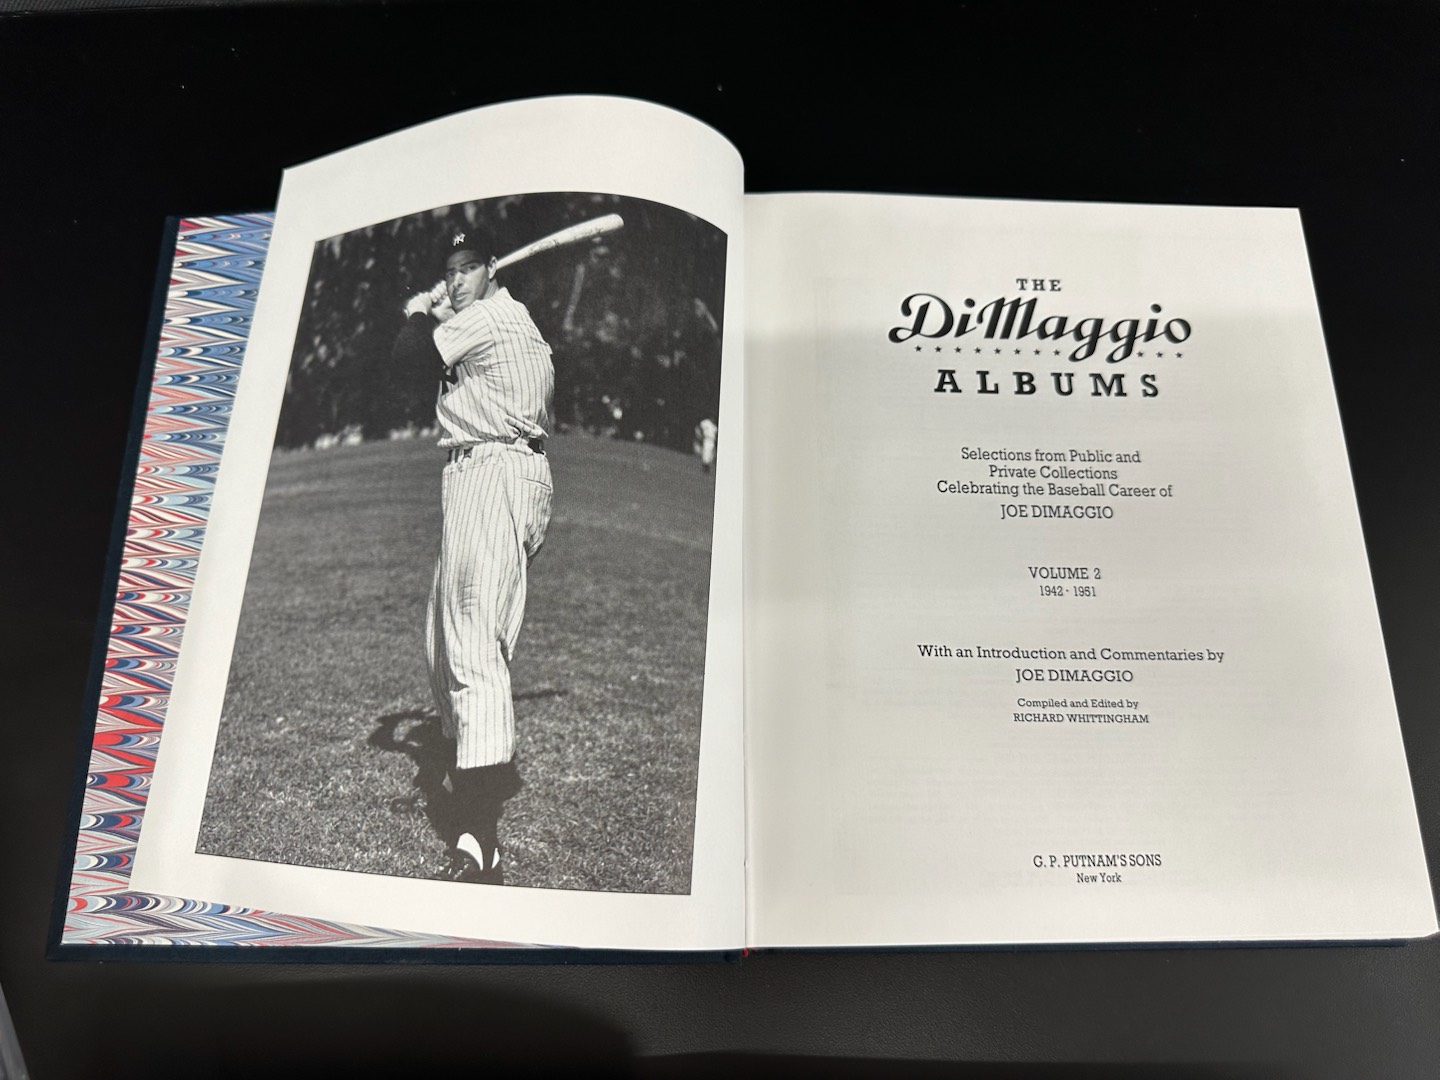 NY
THE
DiMaggio
ALBUMS
Selections from Public and
Private Collections
Celebrating the Baseball Career of
JOE DIMAGGIO
VOLUME 2
1942 · 1951
With an Introduction and Commentaries by
JOE DIMAGGIO
Compiled and Edited by
RICHARD WHITTINGHAM
G. P. PUTNAM'S SONS
New York